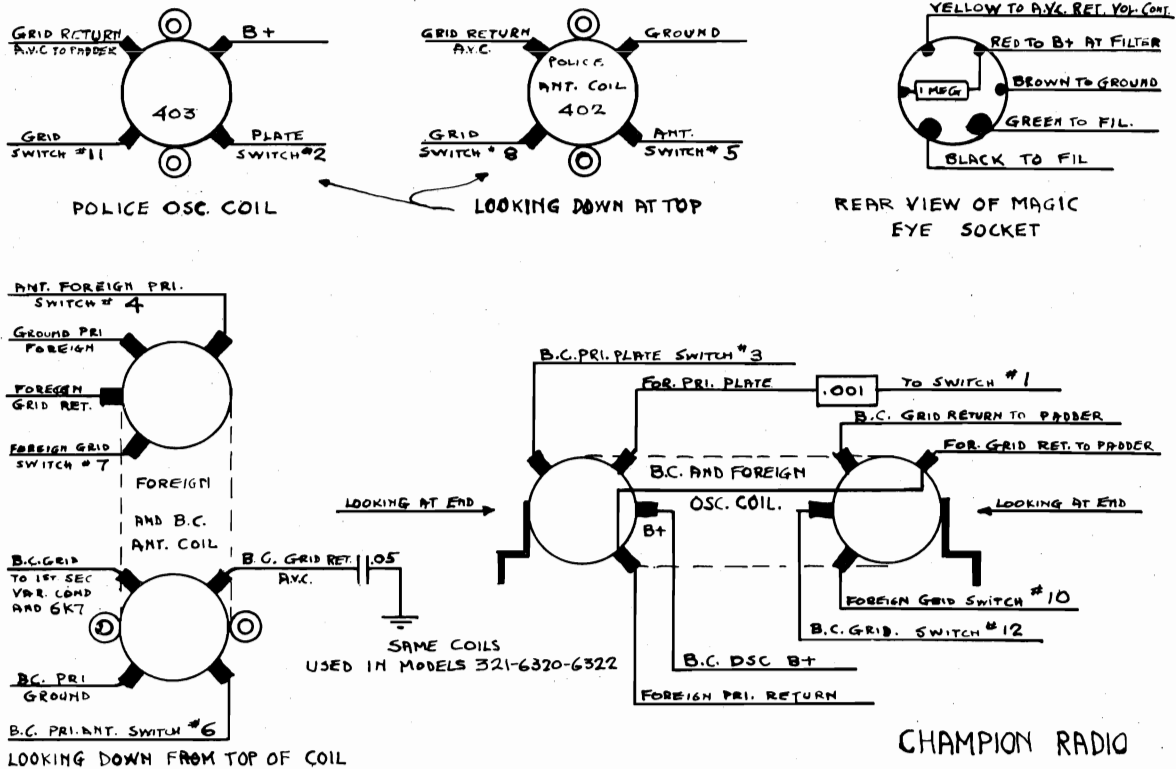 GRID RETURN
A.V.C TO PADDER
B+
403
GRID
SWITCH #11
PLATE
SWITCH #2
POLICE OSC. COIL
GRID RETURN
A.V.C.
GROUND
POLICE
ANT. COIL
402
GRID
SWITCH # 8
ANT.
SWITCH # 5
LOOKING DOWN AT TOP
YELLOW TO A.V.C. RET. VOL. CONT.
RED TO B+ AT FILTER
1 MEG
BROWN TO GROUND
GREEN TO FIL.
BLACK TO FIL
REAR VIEW OF MAGIC
EYE SOCKET
ANT. FOREIGN PRI.
SWITCH # 4
GROUND PRI
FOREIGN
FOREIGN
GRID RET.
FOREIGN GRID
SWITCH # 7
FOREIGN
AND B.C.
ANT. COIL
B.C. GRID
TO 1ST SEC
VAR. COND
AND 6K7
B.C. GRID RET.
A.V.C.
.05
BC. PRI
GROUND
B.C. PRI. ANT. SWITCH #6
LOOKING DOWN FROM TOP OF COIL
SAME COILS
USED IN MODELS 321-6320-6322
B.C. PRI. PLATE SWITCH #3
FOR. PRI. PLATE
.001
TO SWITCH #1
B.C. GRID RETURN TO PADDER
FOR. GRID RET. TO PADDER
B.C. AND FOREIGN
OSC. COIL.
LOOKING AT END
B+
LOOKING AT END
FOREIGN GRID SWITCH #10
B.C. GRID. SWITCH #12
B.C. OSC B+
FOREIGN PRI. RETURN
CHAMPION RADIO